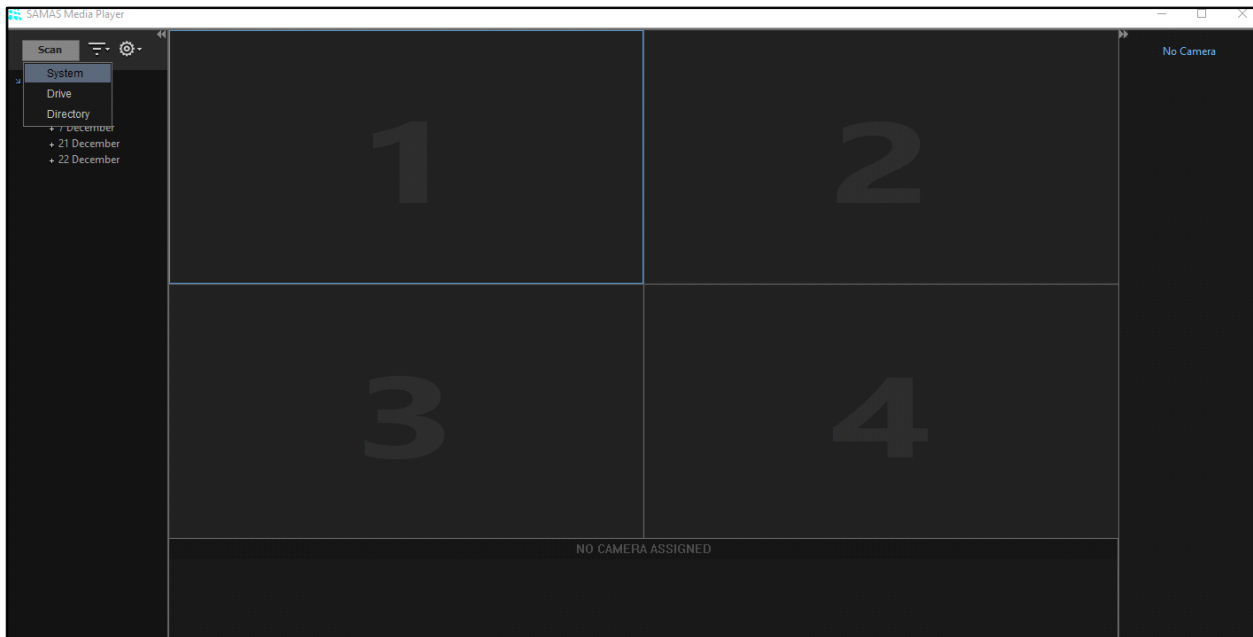 SAMAS Media Player
Scan
System
Drive
Directory
+ 7 December
+ 21 December
+ 22 December
1
2
3
4
No Camera
NO CAMERA ASSIGNED